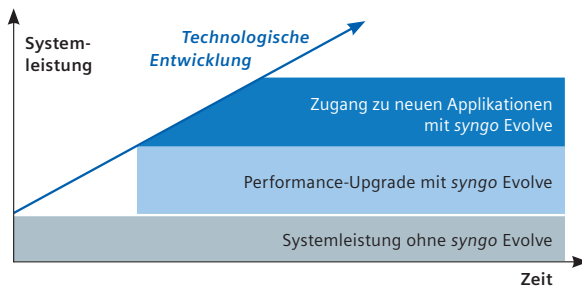 System-
leistung
Technologische
Entwicklung
Zugang zu neuen Applikationen
mit syngo Evolve
Performance-Upgrade mit syngo Evolve
Systemleistung ohne syngo Evolve
Zeit